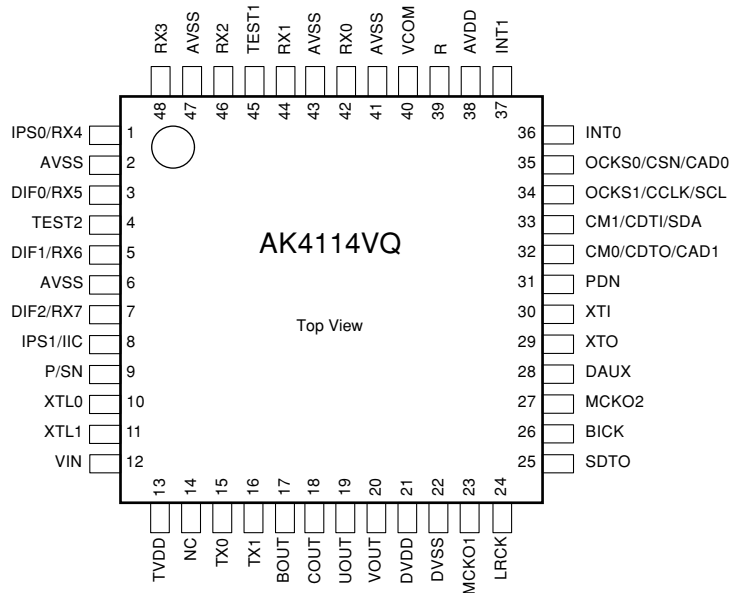 RX3
AVSS
RX2
TEST1
RX1
AVSS
RX0
AVSS
VCOM
R
AVDD
INT1
48
47
46
45
44
43
42
41
40
39
38
37
IPS0/RX4 1
AVSS 2
DIF0/RX5 3
TEST2 4
DIF1/RX6 5
AVSS 6
DIF2/RX7 7
IPS1/IIC 8
P/SN 9
XTL0 10
XTL1 11
VIN 12
AK4114VQ
Top View
36 INT0
35 OCKS0/CSN/CAD0
34 OCKS1/CCLK/SCL
33 CM1/CDTI/SDA
32 CM0/CDTO/CAD1
31 PDN
30 XTI
29 XTO
28 DAUX
27 MCKO2
26 BICK
25 SDTO
13
14
15
16
17
18
19
20
21
22
23
24
TVDD
NC
TX0
TX1
BOUT
COUT
UOUT
VOUT
DVDD
DVSS
MCKO1
LRCK